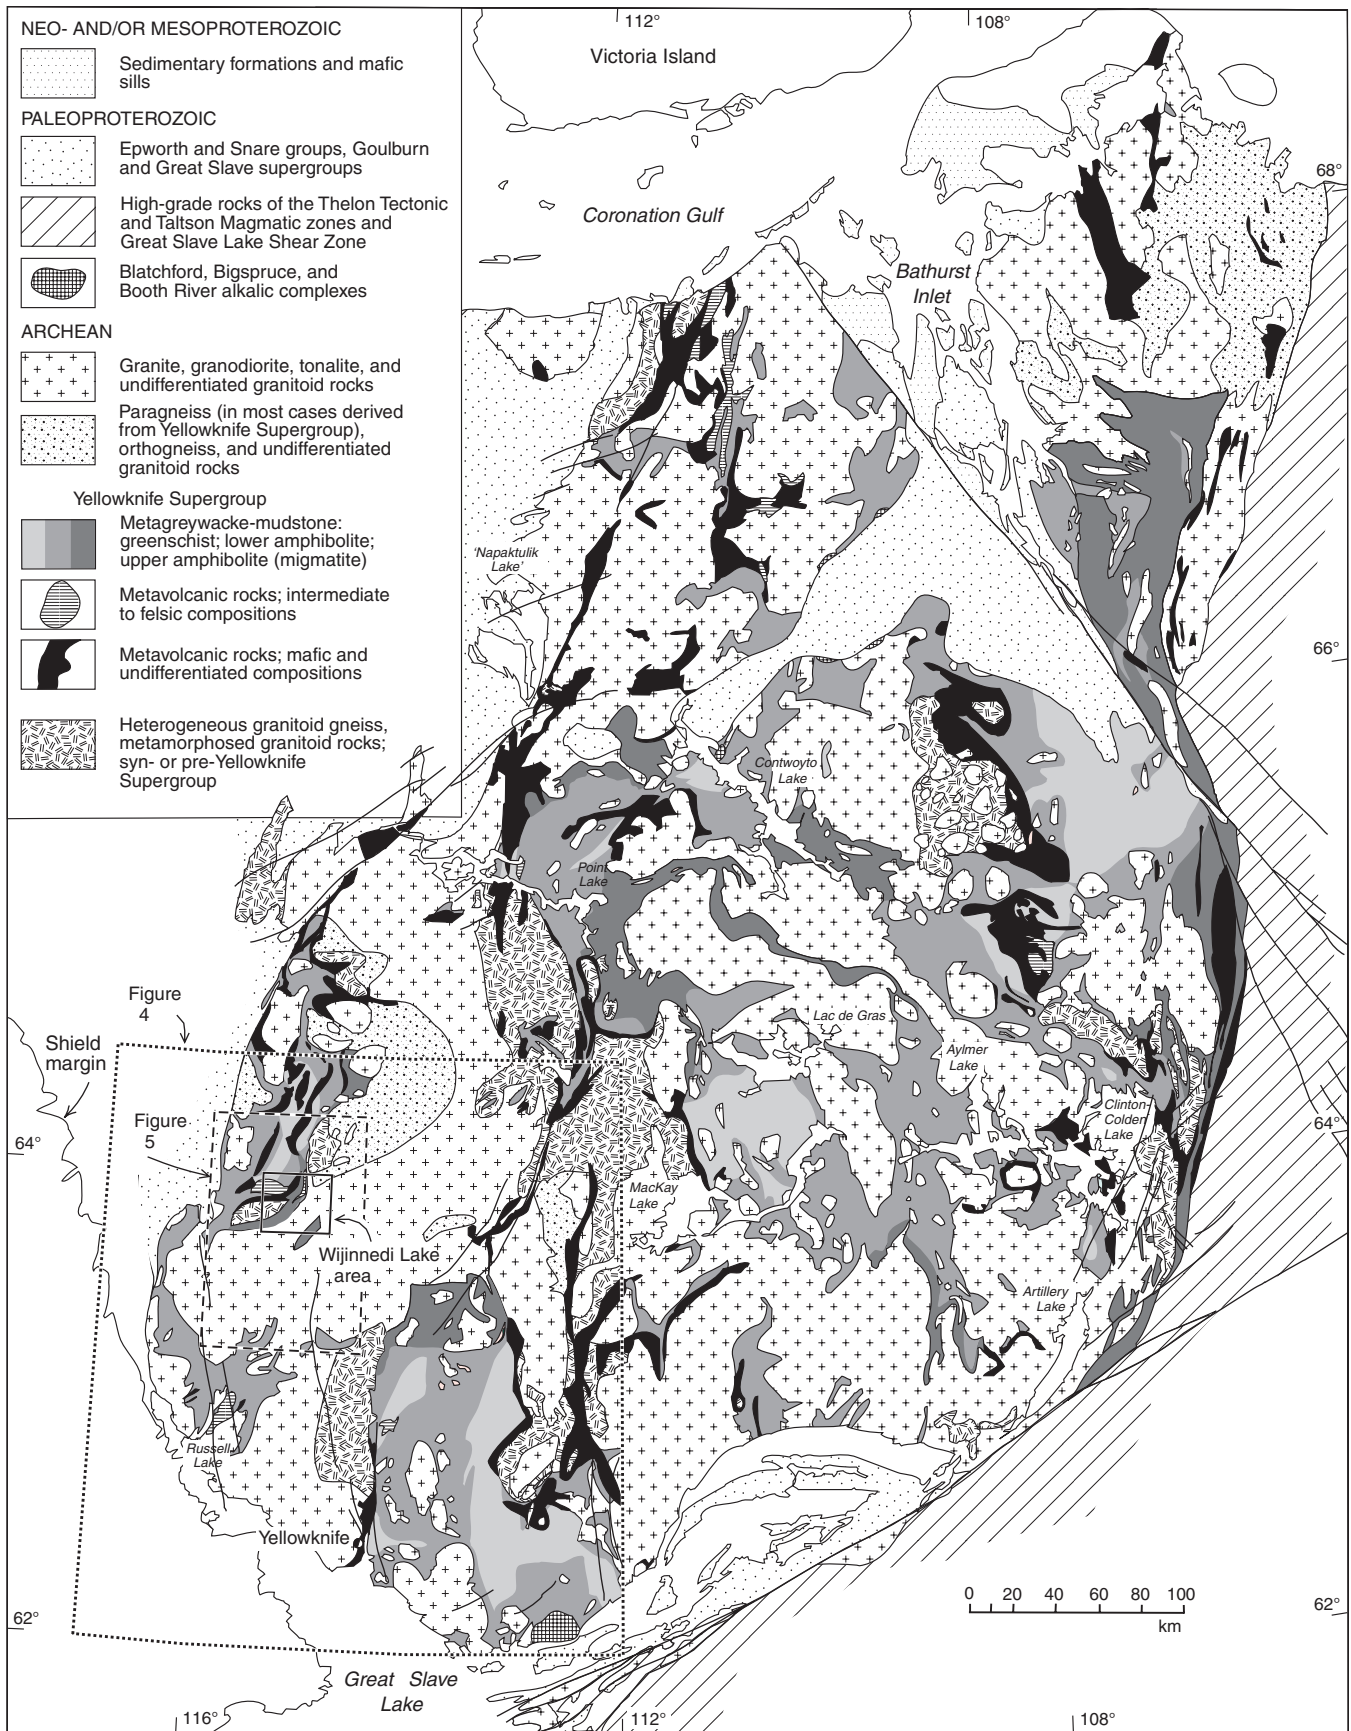 NEO- AND/OR MESOPROTEROZOIC
Sedimentary formations and mafic
sills
PALEOPROTEROZOIC
Epworth and Snare groups, Goulburn
and Great Slave supergroups
High-grade rocks of the Thelon Tectonic
and Taltson Magmatic zones and
Great Slave Lake Shear Zone
Blatchford, Bigspruce, and
Booth River alkalic complexes
ARCHEAN
Granite, granodiorite, tonalite, and
undifferentiated granitoid rocks
Paragneiss (in most cases derived
from Yellowknife Supergroup),
orthogneiss, and undifferentiated
granitoid rocks
Yellowknife Supergroup
Metagreywacke-mudstone:
greenschist; lower amphibolite;
upper amphibolite (migmatite)
Metavolcanic rocks; intermediate
to felsic compositions
Metavolcanic rocks; mafic and
undifferentiated compositions
Heterogeneous granitoid gneiss,
metamorphosed granitoid rocks;
syn- or pre-Yellowknife
Supergroup
112°
108°
Victoria Island
68°
Coronation Gulf
Bathurst
Inlet
'Napaktulik
Lake'
66°
Contwoyto
Lake
Point
Lake
Figure
4
Shield
margin
Lac de Gras
Aylmer
Lake
Clinton-
Colden
Lake
Figure
5
64°
64°
MacKay
Lake
Wijinnedi Lake
area
Artillery
Lake
Russell
Lake
Yellowknife
0 20 40 60 80 100
km
62°
62°
Great Slave
Lake
116°
112°
108°